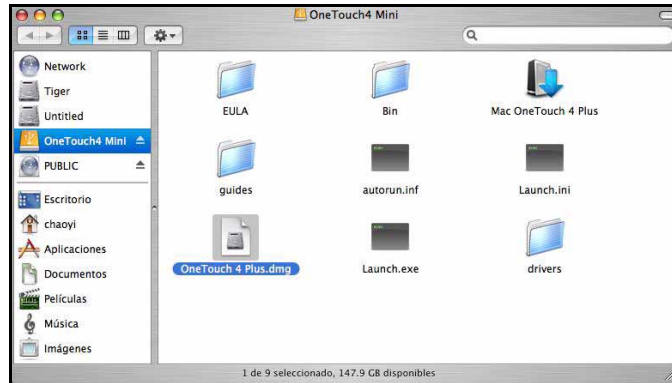 OneTouch4 Mini
Network
Tiger
Untitled
OneTouch4 Mini
PUBLIC
Escritorio
chaoyi
Aplicaciones
Documentos
Películas
Música
Imágenes
EULA
Bin
Mac OneTouch 4 Plus
guides
autorun.inf
Launch.ini
OneTouch 4 Plus.dmg
Launch.exe
drivers
1 de 9 seleccionado, 147.9 GB disponibles